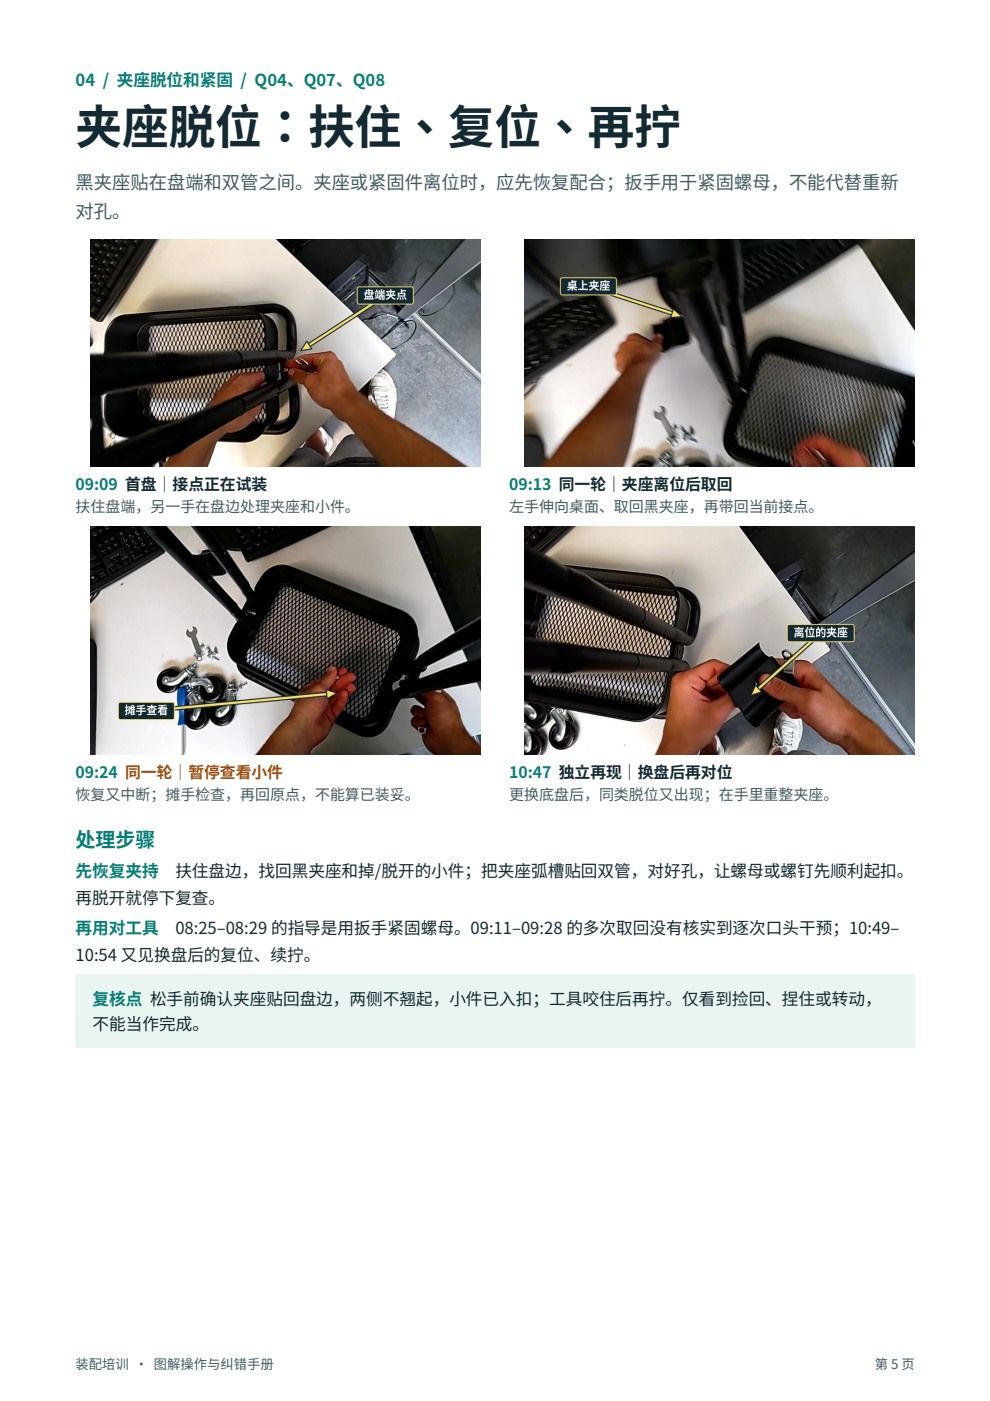 04 / 夹座脱位和紧固 / Q04、Q07、Q08
夹座脱位：扶住、复位、再拧
黑夹座贴在盘端和双管之间。夹座或紧固件离位时，应先恢复配合；扳手用于紧固螺母，不能代替重新
对孔。
盘端夹点
桌上夹座
09:09 首盘｜接点正在试装
扶住盘端，另一手在盘边处理夹座和小件。
09:13 同一轮｜夹座离位后取回
左手伸向桌面、取回黑夹座，再带回当前接点。
摊手查看
离位的夹座
09:24 同一轮｜暂停查看小件
恢复又中断；摊手检查，再回原点，不能算已装妥。
10:47 独立再现｜换盘后再对位
更换底盘后，同类脱位又出现；在手里重整夹座。
处理步骤
先恢复夹持 扶住盘边，找回黑夹座和掉/脱开的小件；把夹座弧槽贴回双管，对好孔，让螺母或螺钉先顺利起扣。
再脱开就停下复查。
再用对工具 08:25–08:29 的指导是用扳手紧固螺母。09:11–09:28 的多次取回没有核实到逐次口头干预；10:49–
10:54 又见换盘后的复位、续拧。
复核点 松手前确认夹座贴回盘边，两侧不翘起，小件已入扣；工具咬住后再拧。仅看到捡回、捏住或转动，
不能当作完成。
装配培训 · 图解操作与纠错手册
第 5 页